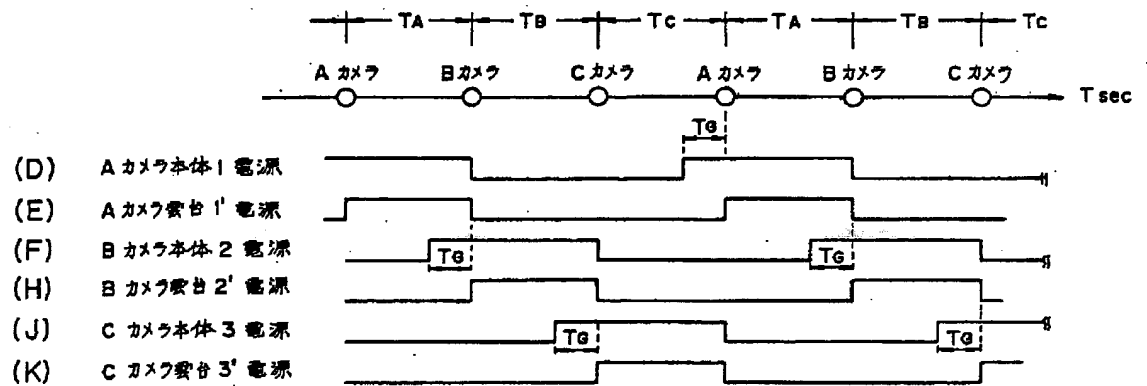 TA TB TC TA TB TC
Aカメラ Bカメラ Cカメラ Aカメラ Bカメラ Cカメラ
T sec
TG
(D) Aカメラ本体1電源
(E) Aカメラ雲台1'電源
(F) Bカメラ本体2電源 TG TG
(H) Bカメラ雲台2'電源
(J) Cカメラ本体3電源 TG TG
(K) Cカメラ雲台3'電源